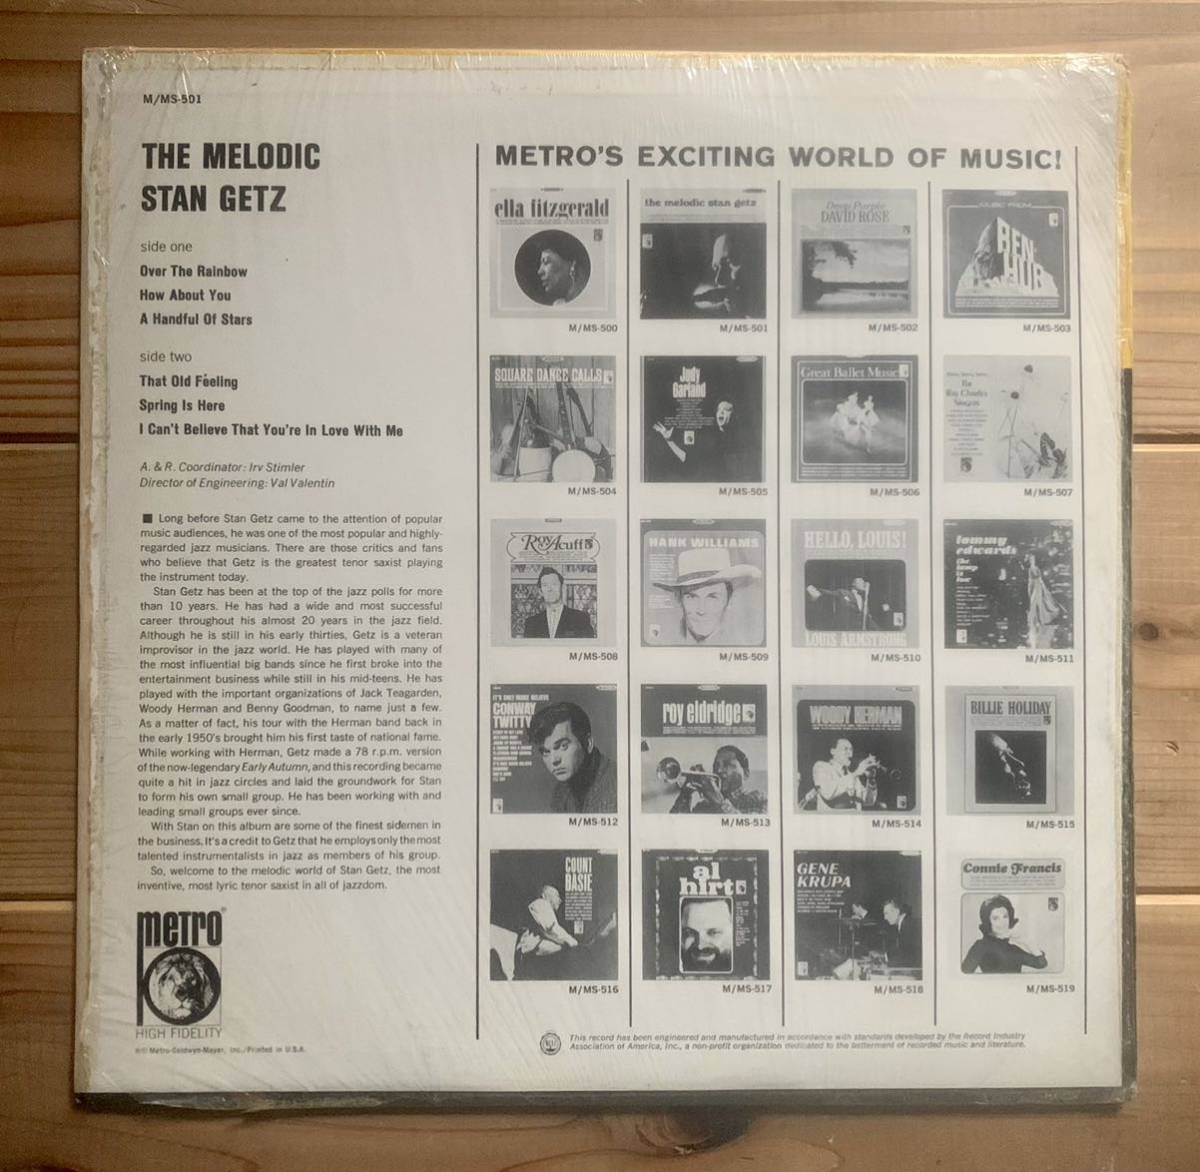 M/MS-501
THE MELODIC
STAN GETZ
side one
Over The Rainbow
How About You
A Handful Of Stars
side two
That Old Feeling
Spring Is Here
I Can't Believe That You're In Love With Me
A. & R. Coordinator: Irv Stimler
Director of Engineering: Val Valentin
■ Long before Stan Getz came to the attention of popular
music audiences, he was one of the most popular and highly-
regarded jazz musicians. There are those critics and fans
who believe that Getz is the greatest tenor saxist playing
the instrument today.
Stan Getz has been at the top of the jazz polls for more
than 10 years. He has had a wide and most successful
career throughout his almost 20 years in the jazz field.
Although he is still in his early thirties, Getz is a veteran
improvisor in the jazz world. He has played with many of
the most influential big bands since he first broke into the
entertainment business while still in his mid-teens. He has
played with the important organizations of Jack Teagarden,
Woody Herman and Benny Goodman, to name just a few.
As a matter of fact, his tour with the Herman band back in
the early 1950's brought him his first taste of national fame.
While working with Herman, Getz made a 78 r.p.m. version
of the now-legendary Early Autumn, and this recording became
quite a hit in jazz circles and laid the groundwork for Stan
to form his own small group. He has been working with and
leading small groups ever since.
With Stan on this album are some of the finest sidemen in
the business. It's a credit to Getz that he employs only the most
talented instrumentalists in jazz as members of his group.
So, welcome to the melodic world of Stan Getz, the most
inventive, most lyric tenor saxist in all of jazzdom.
metro®
HIGH FIDELITY
Metro-Goldwyn-Mayer, Inc./Printed in U.S.A.
METRO'S EXCITING WORLD OF MUSIC!
ella fitzgerald
M/MS-500
the melodic stan getz
M/MS-501
Deep Purple
DAVID ROSE
M/MS-502
MUSIC FROM
BEN-HUR
M/MS-503
SQUARE DANCE CALLS
M/MS-504
Judy
Garland
M/MS-505
Great Ballet Music
M/MS-506
The
Ray Charles
Singers
M/MS-507
Roy Acuff
M/MS-508
HANK WILLIAMS
M/MS-509
HELLO, LOUIS!
LOUIS ARMSTRONG
M/MS-510
tommy
edwards
M/MS-511
IT'S ONLY MAKE BELIEVE
CONWAY
TWITTY
M/MS-512
roy eldridge
M/MS-513
WOODY HERMAN
M/MS-514
BILLIE HOLIDAY
M/MS-515
COUNT
BASIE
M/MS-516
al
hirt
M/MS-517
GENE
KRUPA
M/MS-518
Connie Francis
M/MS-519
This record has been engineered and manufactured in accordance with standards developed by the Record Industry
Association of America, Inc., a non-profit organization dedicated to the betterment of recorded music and literature.